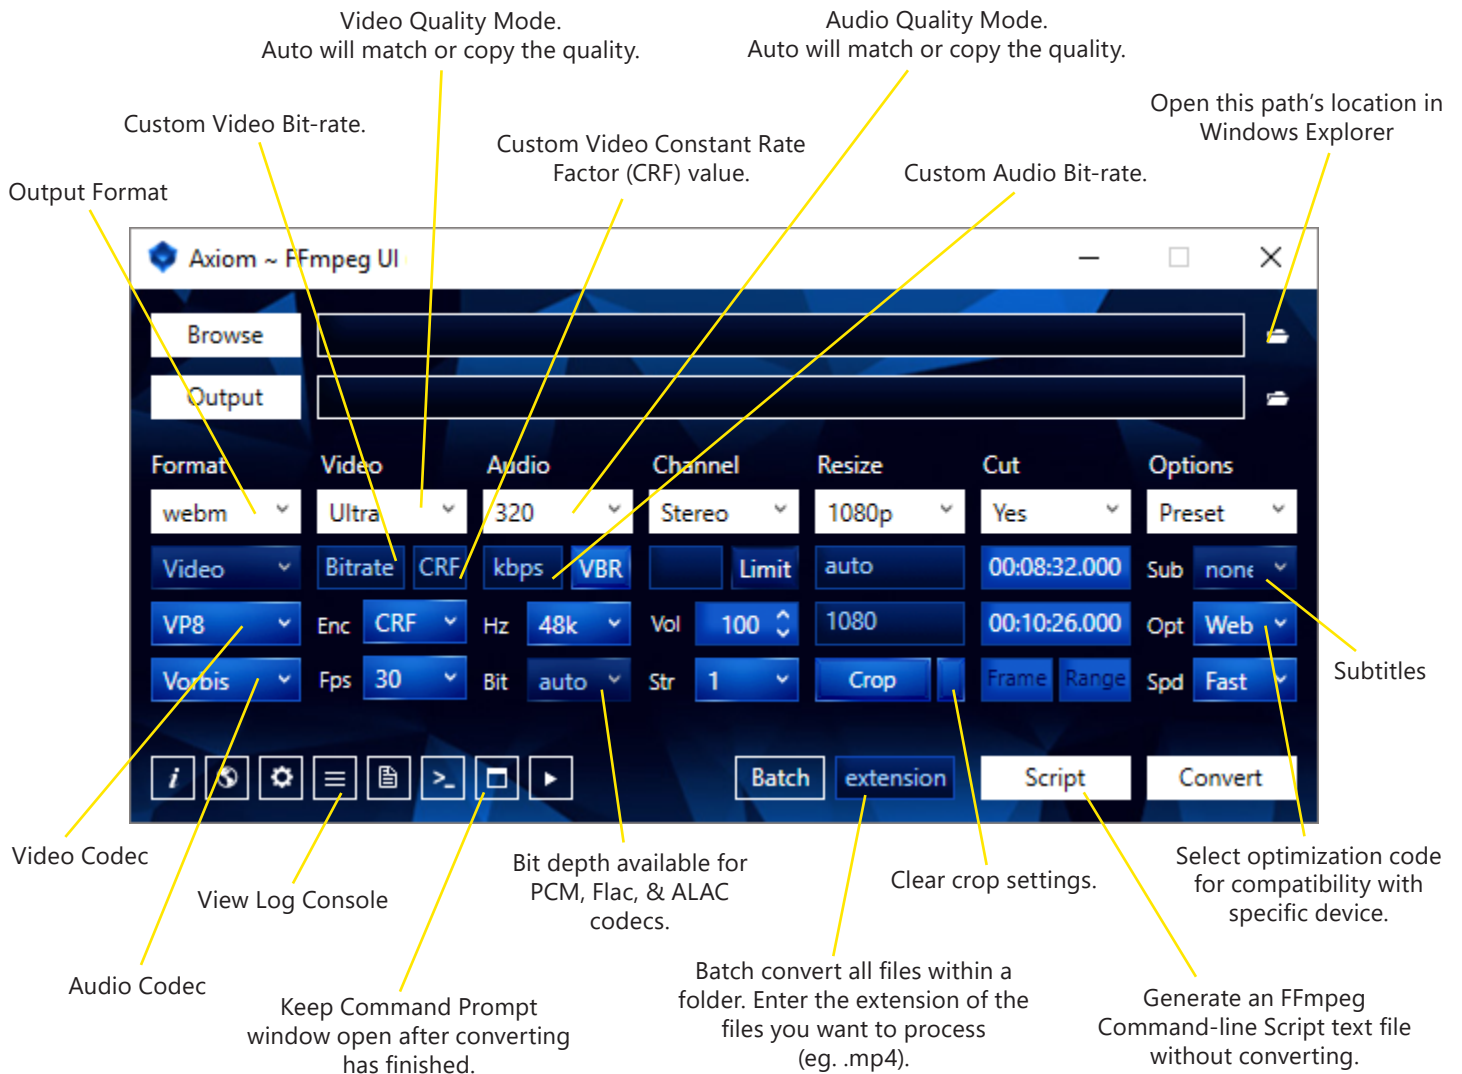 Video Quality Mode.
Auto will match or copy the quality.
Audio Quality Mode.
Auto will match or copy the quality.
Open this path's location in
Windows Explorer
Custom Video Bit-rate.
Custom Video Constant Rate
Factor (CRF) value.
Custom Audio Bit-rate.
Output Format
Axiom ~ FFmpeg UI
Browse
Output
Format Video Audio Channel Resize Cut Options
webm Ultra 320 Stereo 1080p Yes Preset
Video Bitrate CRF kbps VBR Limit auto 00:08:32.000 Sub none
VP8 Enc CRF Hz 48k Vol 100 1080 00:10:26.000 Opt Web
Vorbis Fps 30 Bit auto Str 1 Crop Frame Range Spd Fast
Subtitles
i >_ Batch extension Script Convert
Video Codec
View Log Console
Bit depth available for
PCM, Flac, & ALAC
codecs.
Clear crop settings.
Select optimization code
for compatibility with
specific device.
Audio Codec
Keep Command Prompt
window open after converting
has finished.
Batch convert all files within a
folder. Enter the extension of the
files you want to process
(eg. .mp4).
Generate an FFmpeg
Command-line Script text file
without converting.